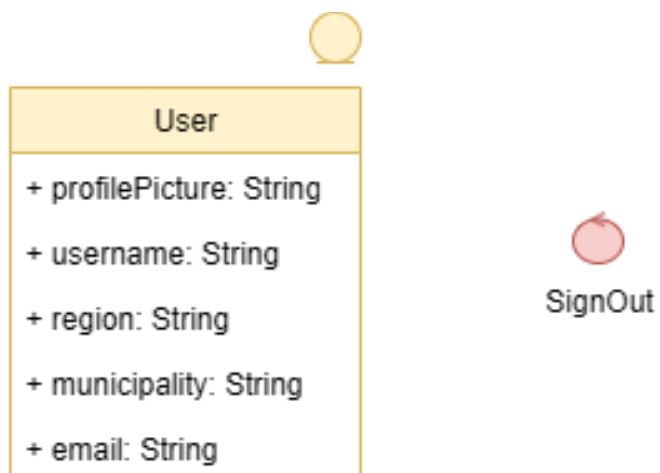 User
+ profilePicture: String
+ username: String
+ region: String
+ municipality: String
+ email: String
SignOut